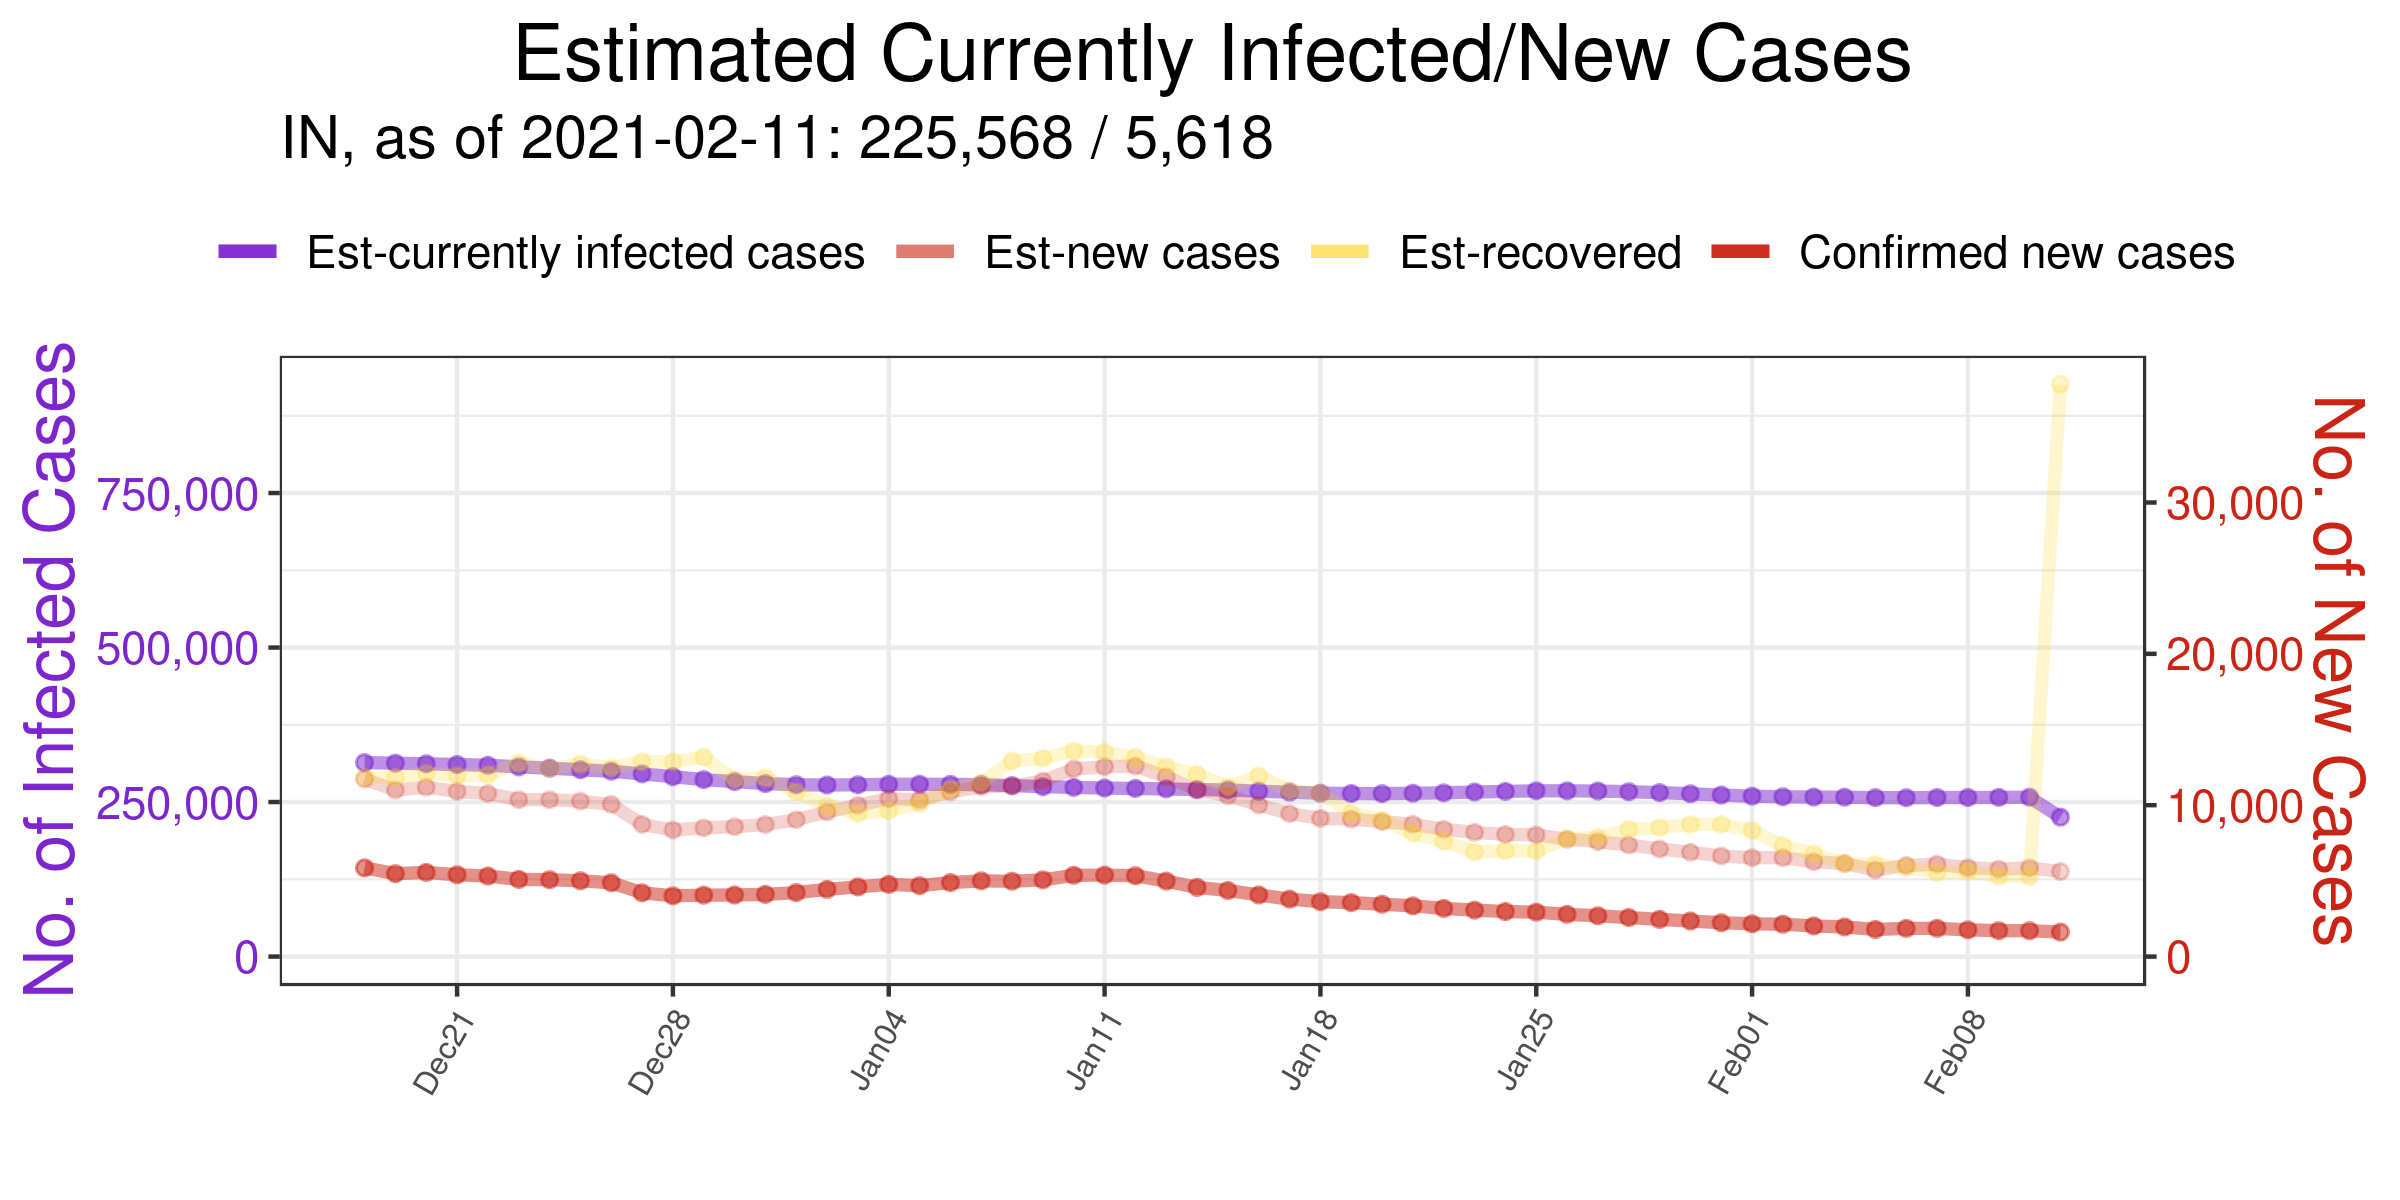 Estimated Currently Infected/New Cases
IN, as of 2021-02-11: 225,568 / 5,618
Est-currently infected cases Est-new cases Est-recovered Confirmed new cases
No. of Infected Cases
750,000
500,000
250,000
0
No. of New Cases
30,000
20,000
10,000
0
Dec21 Dec28 Jan04 Jan11 Jan18 Jan25 Feb01 Feb08